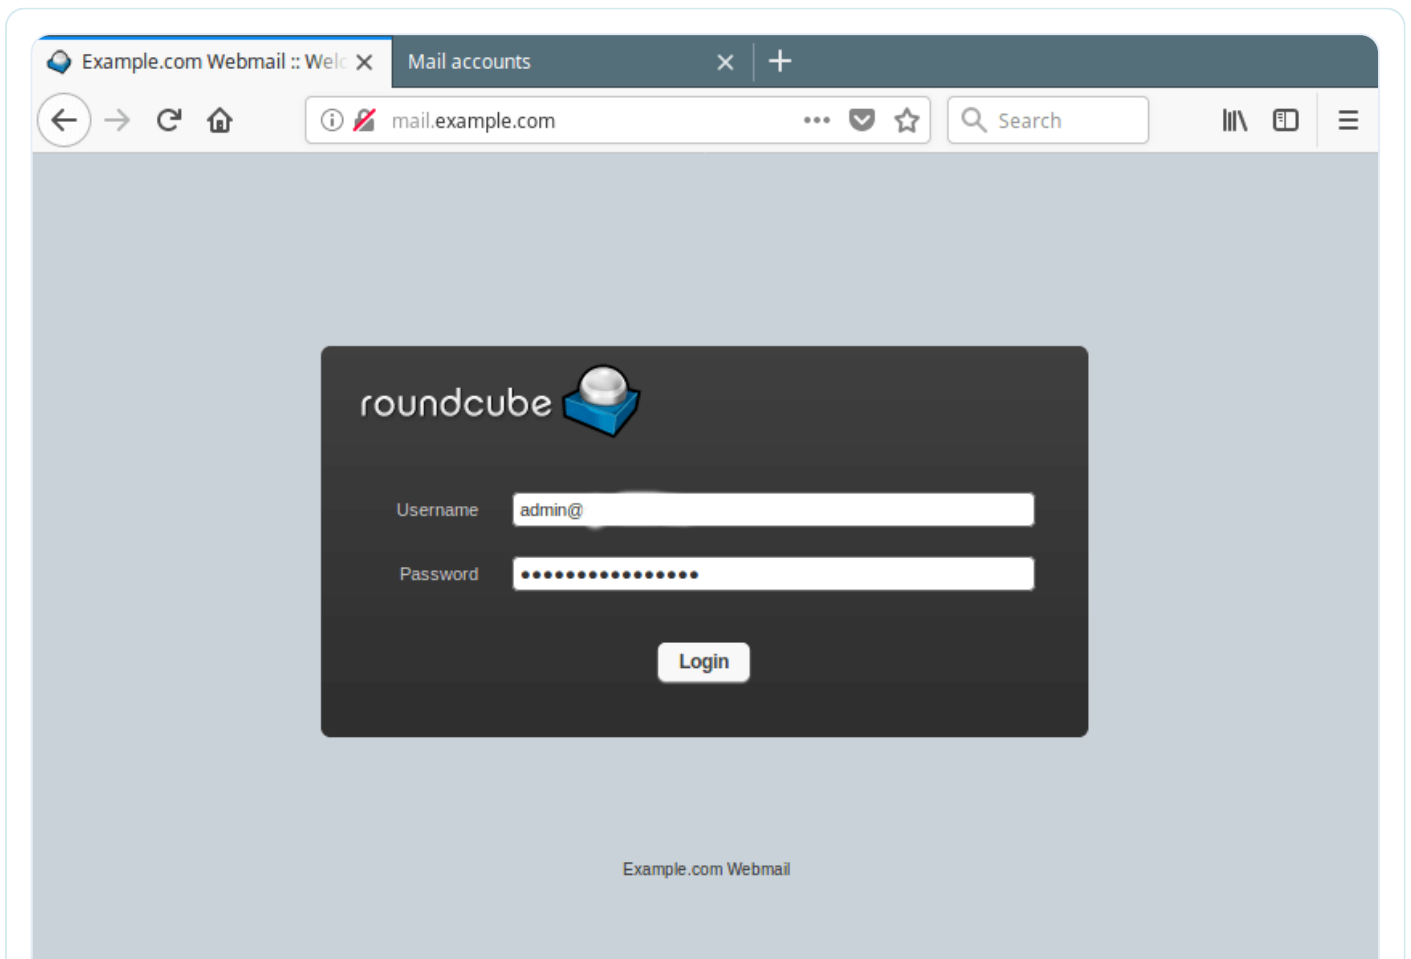 Example.com Webmail :: Welc
Mail accounts
mail.example.com
Search
roundcube
Username
admin@
Password
Login
Example.com Webmail